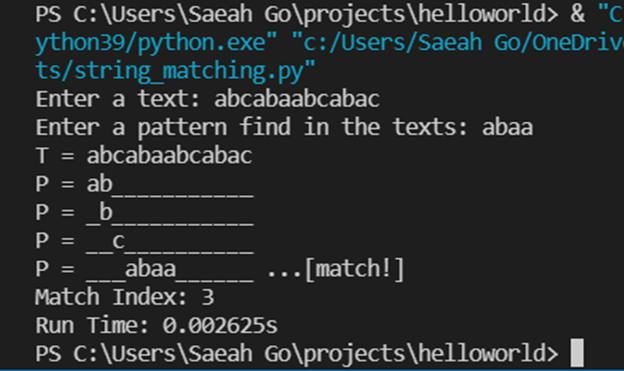 PS C:\Users\Saeah Go\projects\helloworld> & "C
ython39/python.exe" "c:/Users/Saeah Go/OneDriv
ts/string_matching.py"
Enter a text: abcabaabcabac
Enter a pattern find in the texts: abaa
T = abcabaabcabac
P = ab___________
P = _b___________
P = __c__________
P = ___abaa______ ...[match!]
Match Index: 3
Run Time: 0.002625s
PS C:\Users\Saeah Go\projects\helloworld>